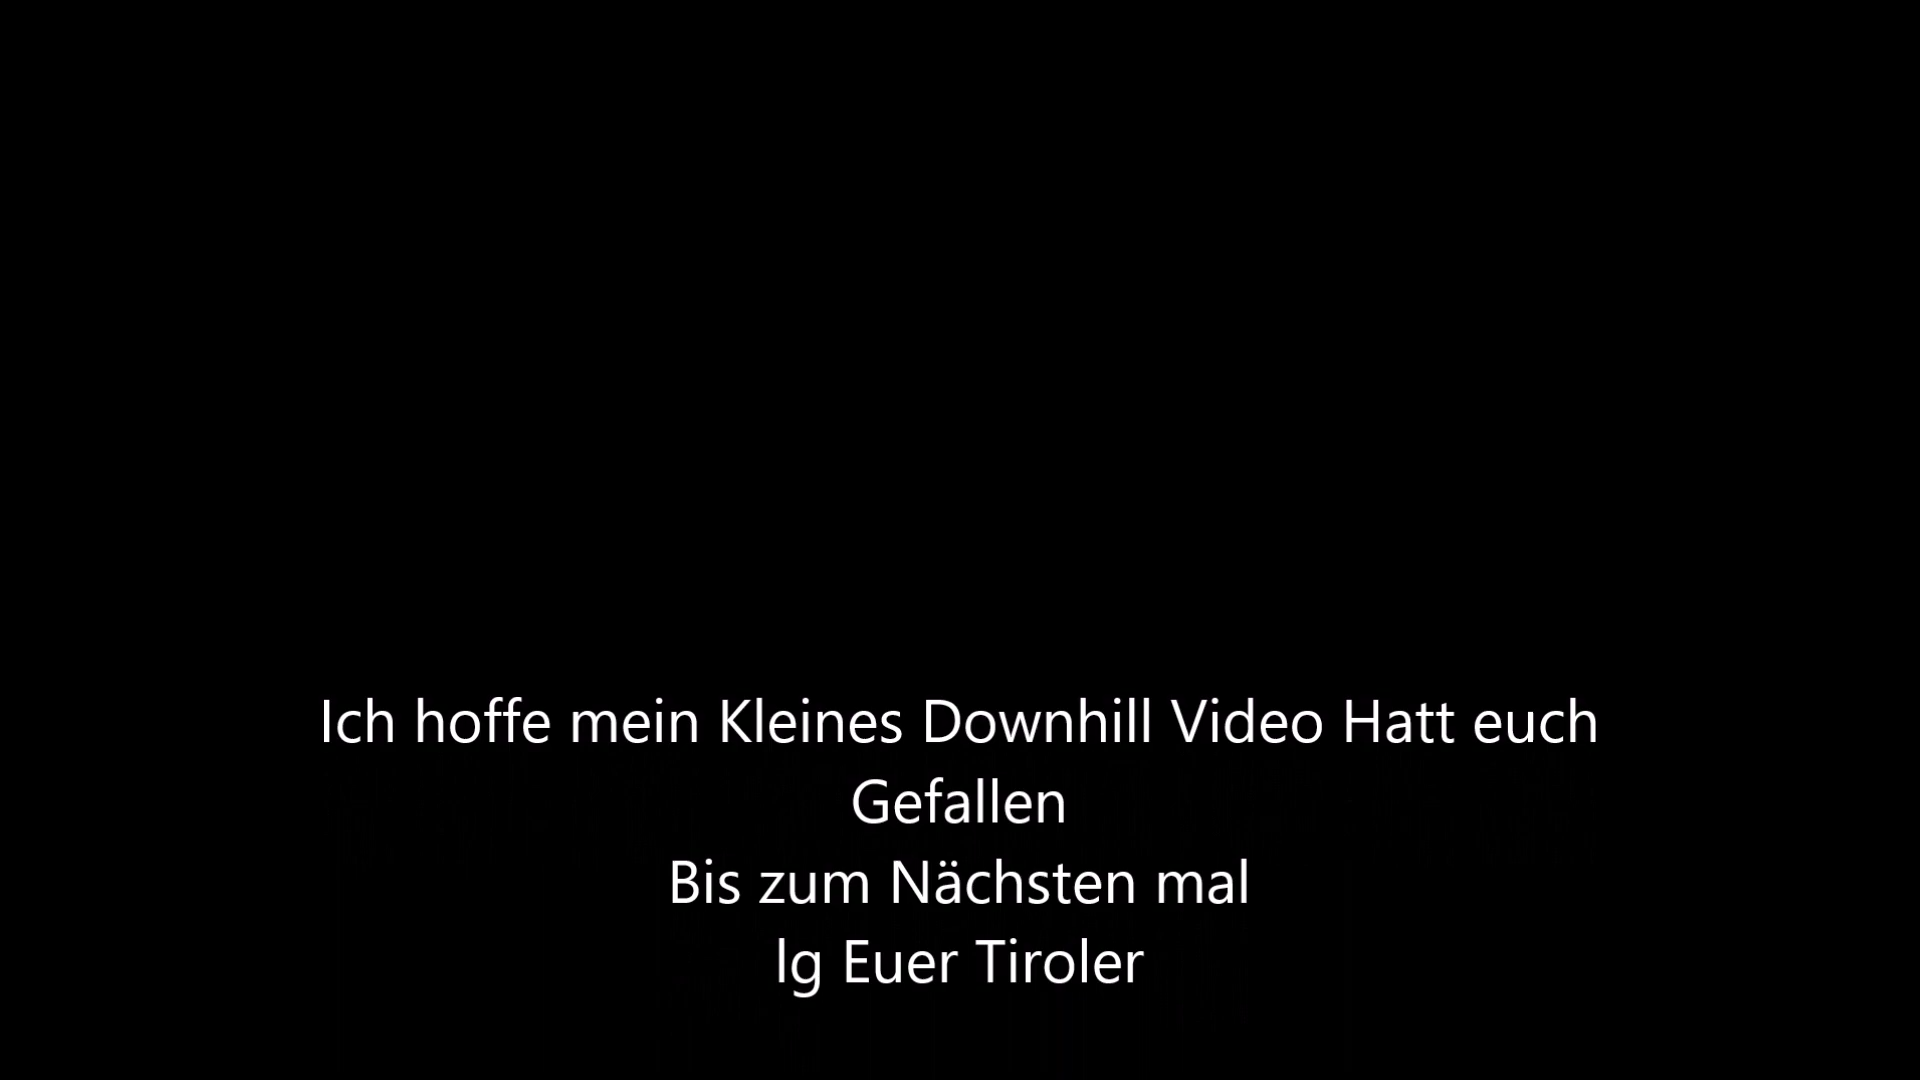 Ich hoffe mein Kleines Downhill Video Hatt euch
Gefallen
Bis zum Nächsten mal
lg Euer Tiroler